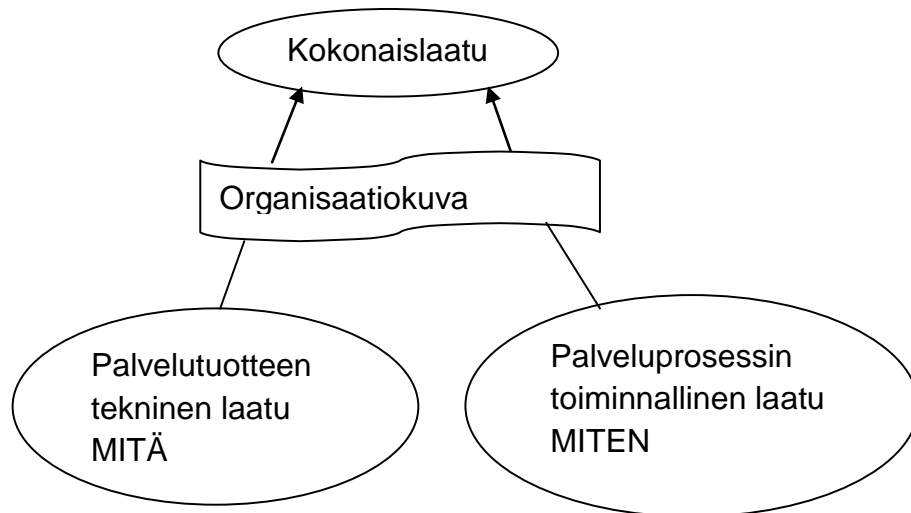 Kokonaislaatu
Organisaatiokuva
Palvelutuotteen
tekninen laatu
MITÄ
Palveluprosessin
toiminnallinen laatu
MITEN